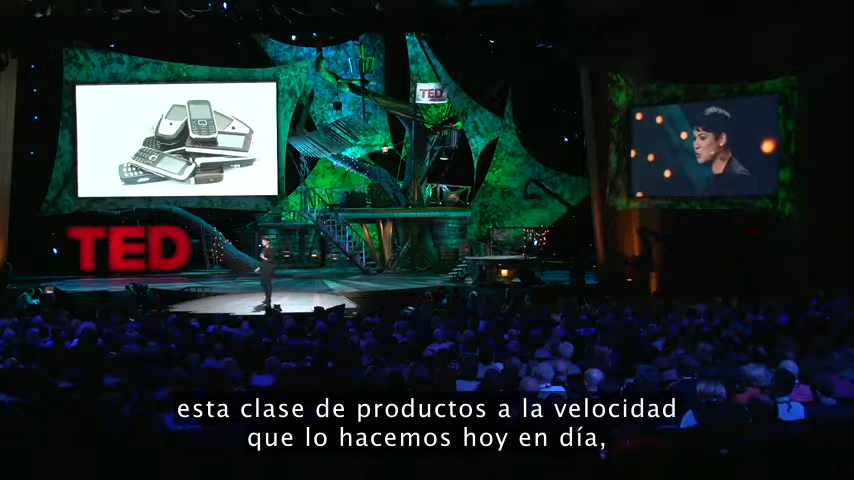 TED
TED
esta clase de productos a la velocidad
que lo hacemos hoy en día,